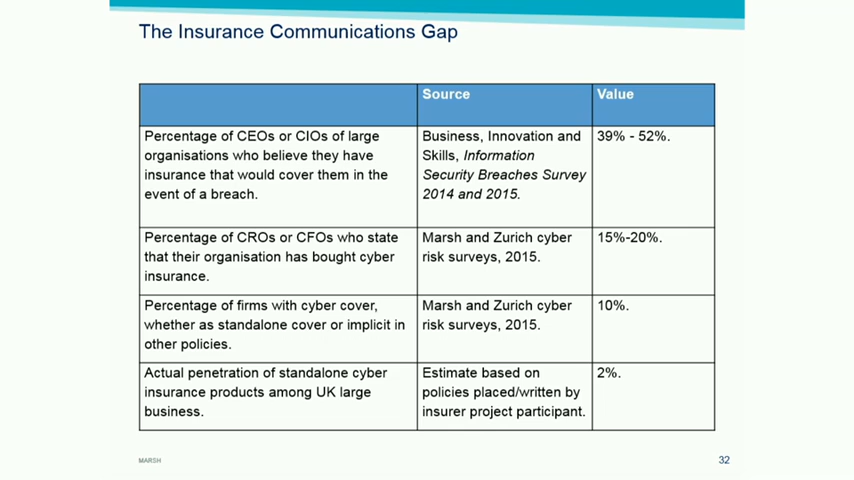 The Insurance Communications Gap
Source
Value
Percentage of CEOs or CIOs of large
organisations who believe they have
insurance that would cover them in the
event of a breach.
Business, Innovation and
Skills, Information
Security Breaches Survey
2014 and 2015.
39% - 52%.
Percentage of CROs or CFOs who state
that their organisation has bought cyber
insurance.
Marsh and Zurich cyber
risk surveys, 2015.
15%-20%.
Percentage of firms with cyber cover,
whether as standalone cover or implicit in
other policies.
Marsh and Zurich cyber
risk surveys, 2015.
10%.
Actual penetration of standalone cyber
insurance products among UK large
business.
Estimate based on
policies placed/written by
insurer project participant.
2%.
MARSH
32